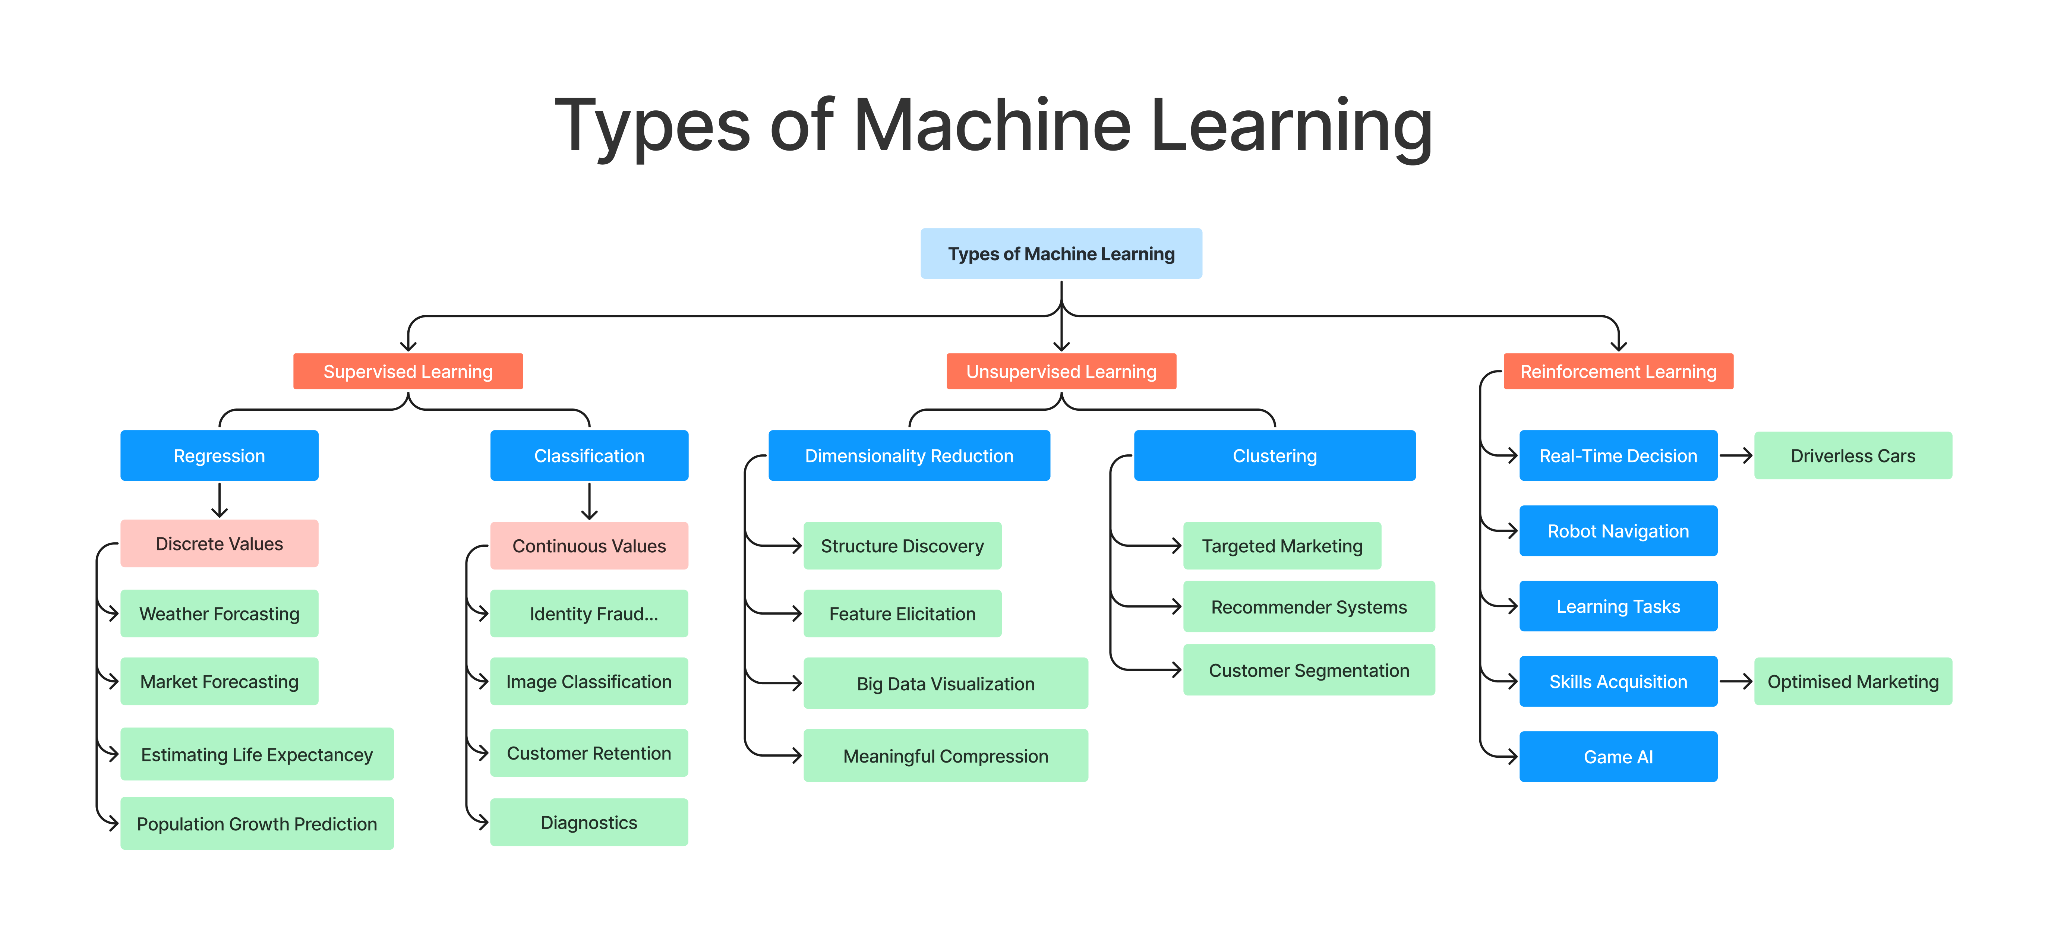 Types of Machine Learning
Types of Machine Learning
Supervised Learning
Unsupervised Learning
Reinforcement Learning
Regression
Classification
Dimensionality Reduction
Clustering
Real-Time Decision
Driverless Cars
Discrete Values
Weather Forcasting
Market Forecasting
Estimating Life Expectancey
Population Growth Prediction
Continuous Values
Identity Fraud...
Image Classification
Customer Retention
Diagnostics
Structure Discovery
Feature Elicitation
Big Data Visualization
Meaningful Compression
Targeted Marketing
Recommender Systems
Customer Segmentation
Robot Navigation
Learning Tasks
Skills Acquisition
Optimised Marketing
Game AI